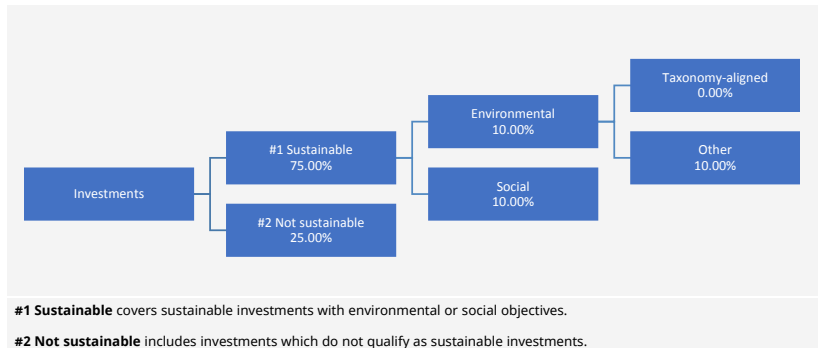 Investments
#1 Sustainable
75.00%
#2 Not sustainable
25.00%
Environmental
10.00%
Social
10.00%
Taxonomy-aligned
0.00%
Other
10.00%
#1 Sustainable covers sustainable investments with environmental or social objectives.
#2 Not sustainable includes investments which do not qualify as sustainable investments.